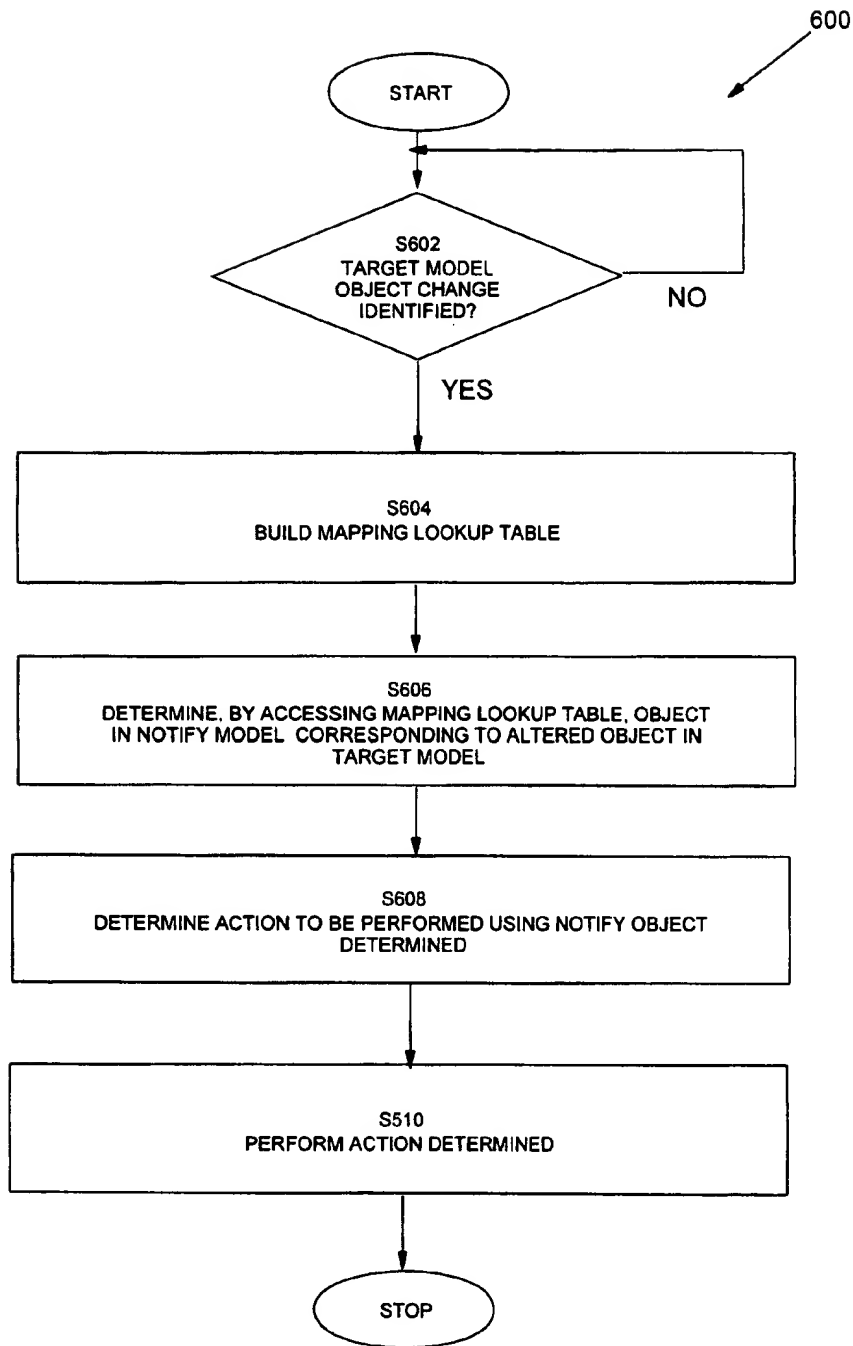 600
START
S602
TARGET MODEL
OBJECT CHANGE
IDENTIFIED?
NO
YES
S604
BUILD MAPPING LOOKUP TABLE
S606
DETERMINE, BY ACCESSING MAPPING LOOKUP TABLE, OBJECT
IN NOTIFY MODEL CORRESPONDING TO ALTERED OBJECT IN
TARGET MODEL
S608
DETERMINE ACTION TO BE PERFORMED USING NOTIFY OBJECT
DETERMINED
S510
PERFORM ACTION DETERMINED
STOP